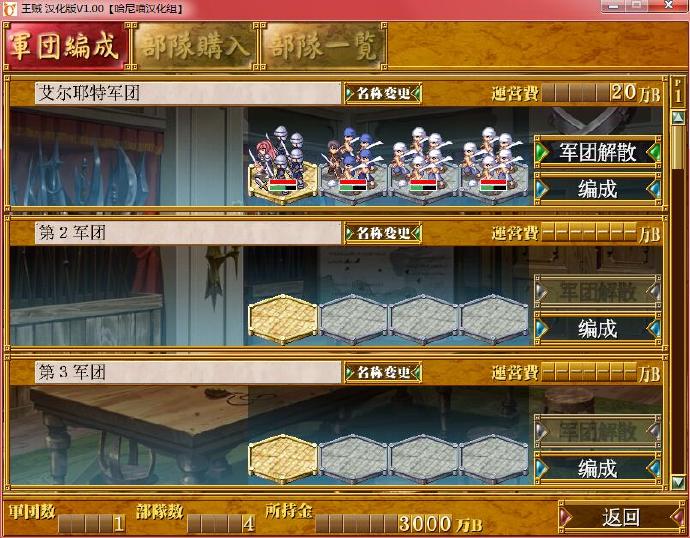 王贼 汉化版V1.00【哈尼喵汉化组】
軍団編成 部隊購入 部隊一覧
艾尔耶特军团 名称变更 運営費 20万B
P1
军团解散
编成
第2军团 名称变更 運営費 万B
军团解散
编成
第3军团 名称变更 運営費 万B
军团解散
编成
軍団数 1 部隊数 4 所持金 3000万B 返回